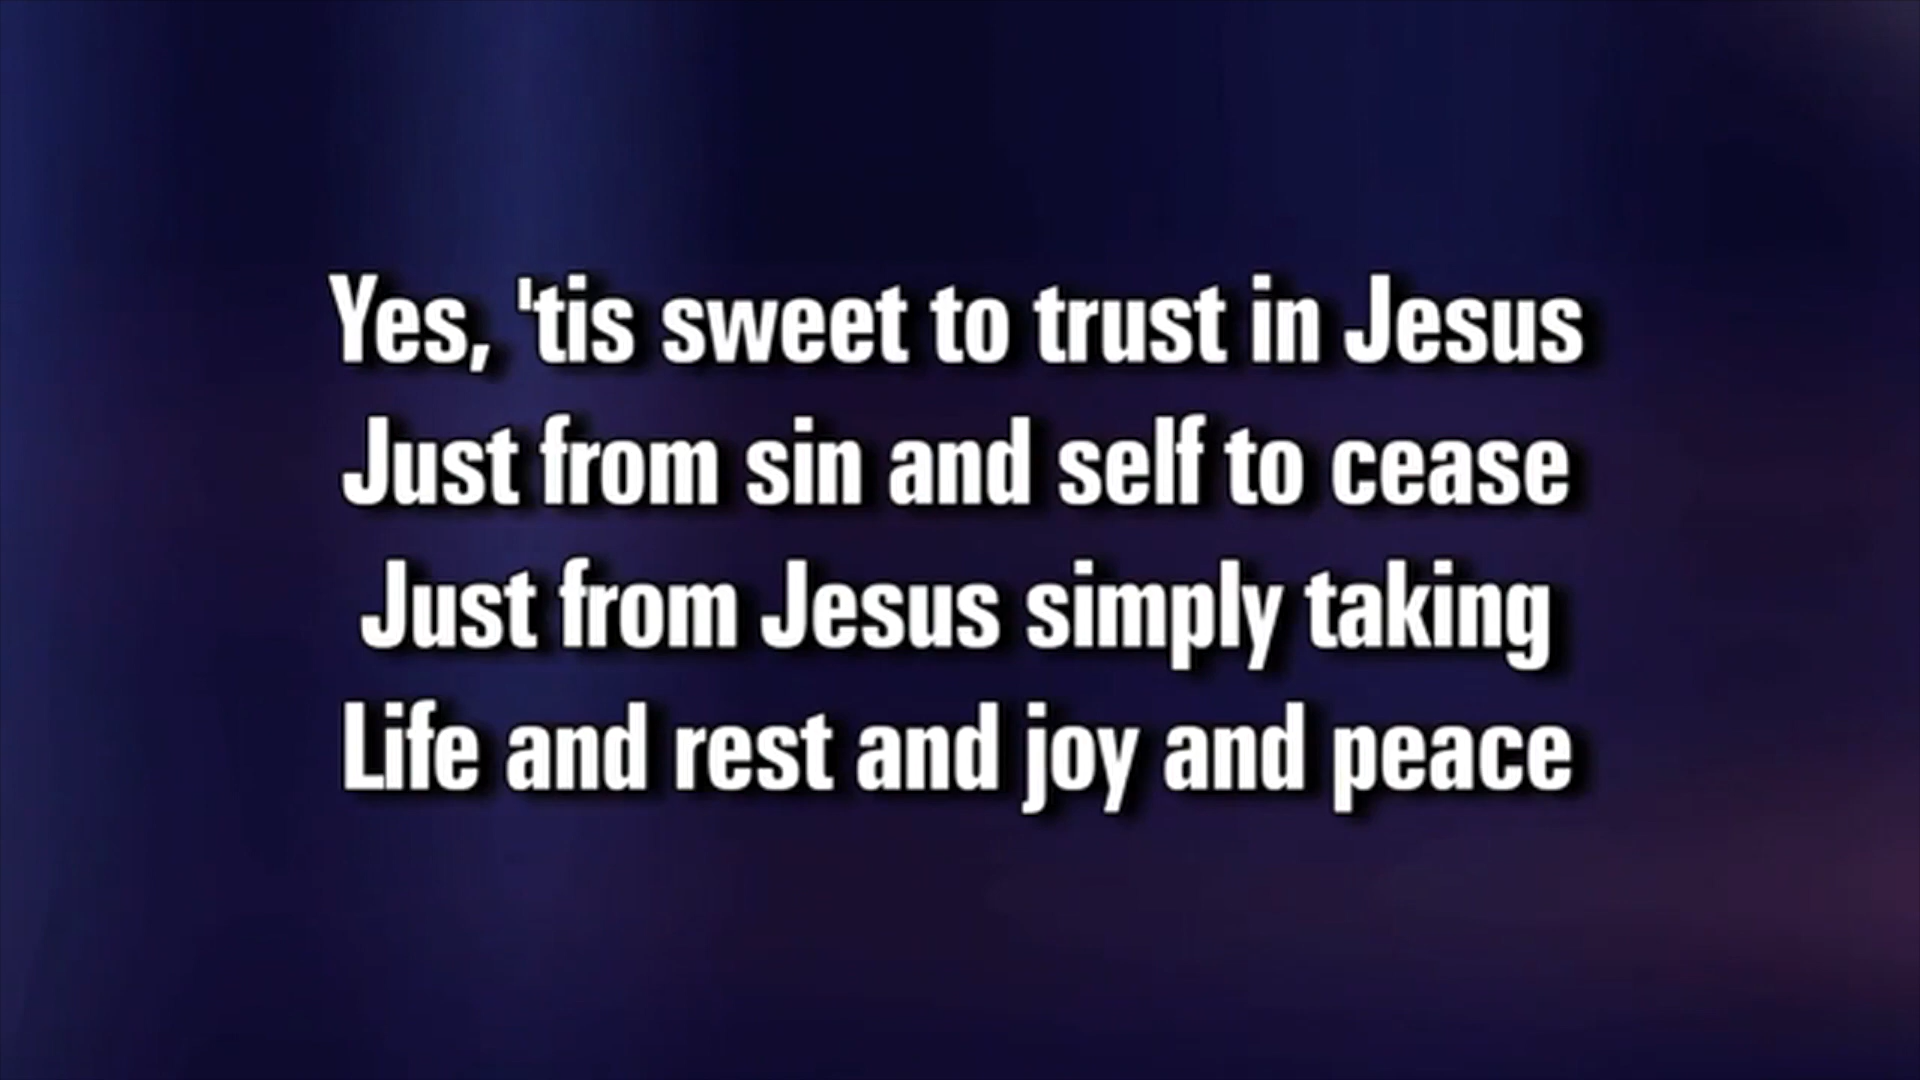 Yes, 'tis sweet to trust in Jesus
Just from sin and self to cease
Just from Jesus simply taking
Life and rest and joy and peace